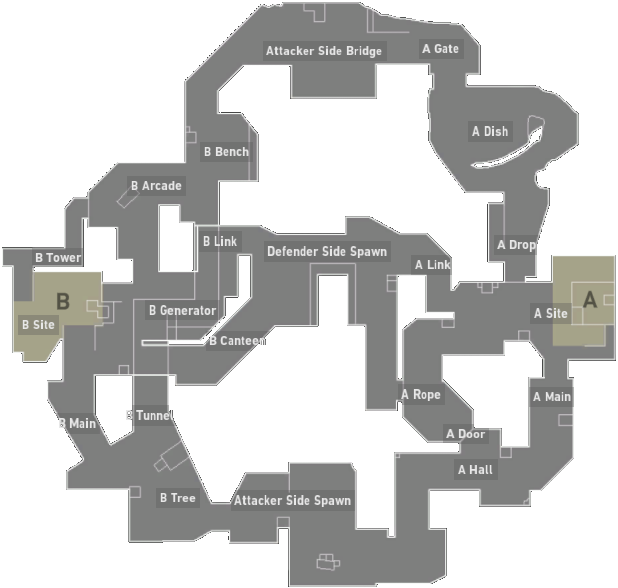 Attacker Side Bridge
A Gate
A Dish
B Bench
B Arcade
B Link
Defender Side Spawn
A Drop
B Tower
A Link
B
A
B Generator
A Site
B Site
B Canteen
A Rope
A Main
B Main
B Tunnel
A Door
A Hall
B Tree
Attacker Side Spawn